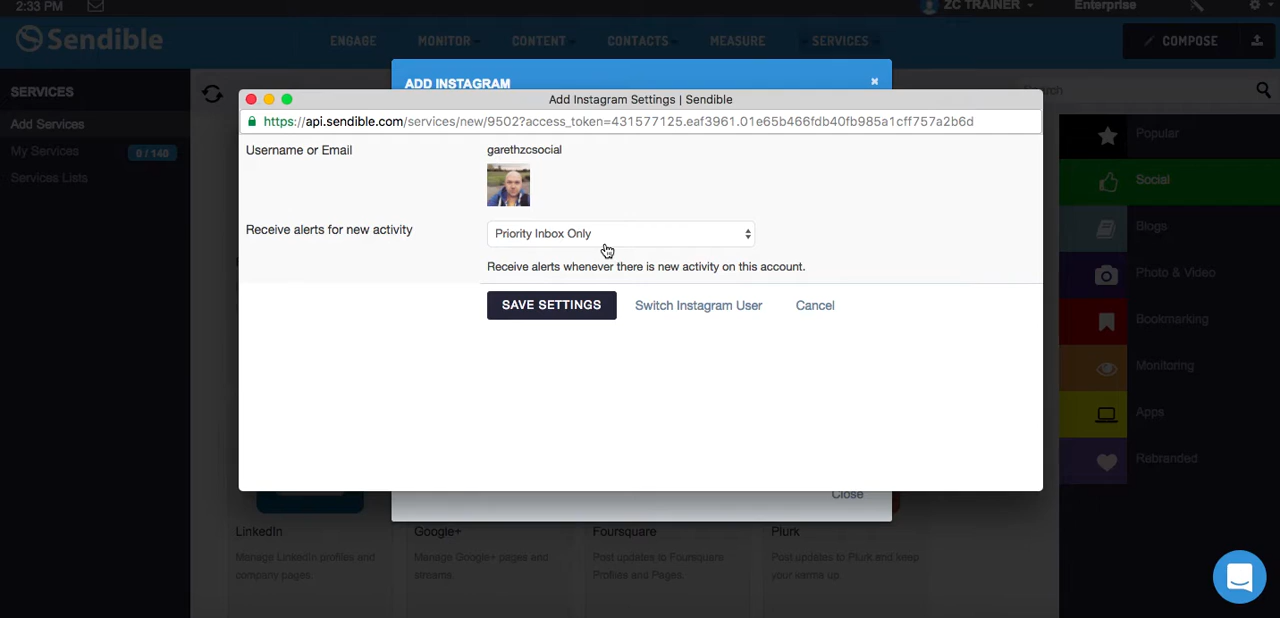 2:33 PM
ZC TRAINER
Enterprise
Sendible
ENGAGE
MONITOR
CONTENT
CONTACTS
MEASURE
SERVICES
COMPOSE
SERVICES
Add Services
My Services
0 / 140
Services Lists
ADD INSTAGRAM
×
Add Instagram Settings | Sendible
https://api.sendible.com/services/new/9502?access_token=431577125.eaf3961.01e65b466fdb40fb985a1cff757a2b6d
Username or Email
garethzcsocial
Receive alerts for new activity
Priority Inbox Only
Receive alerts whenever there is new activity on this account.
SAVE SETTINGS
Switch Instagram User
Cancel
Popular
Social
Blogs
Photo & Video
Bookmarking
Monitoring
Apps
Rebranded
Close
LinkedIn
Manage LinkedIn profiles and
company pages.
Google+
Manage Google+ pages and
streams.
Foursquare
Post updates to Foursquare
Profiles and Pages.
Plurk
Post updates to Plurk and keep
your karma up